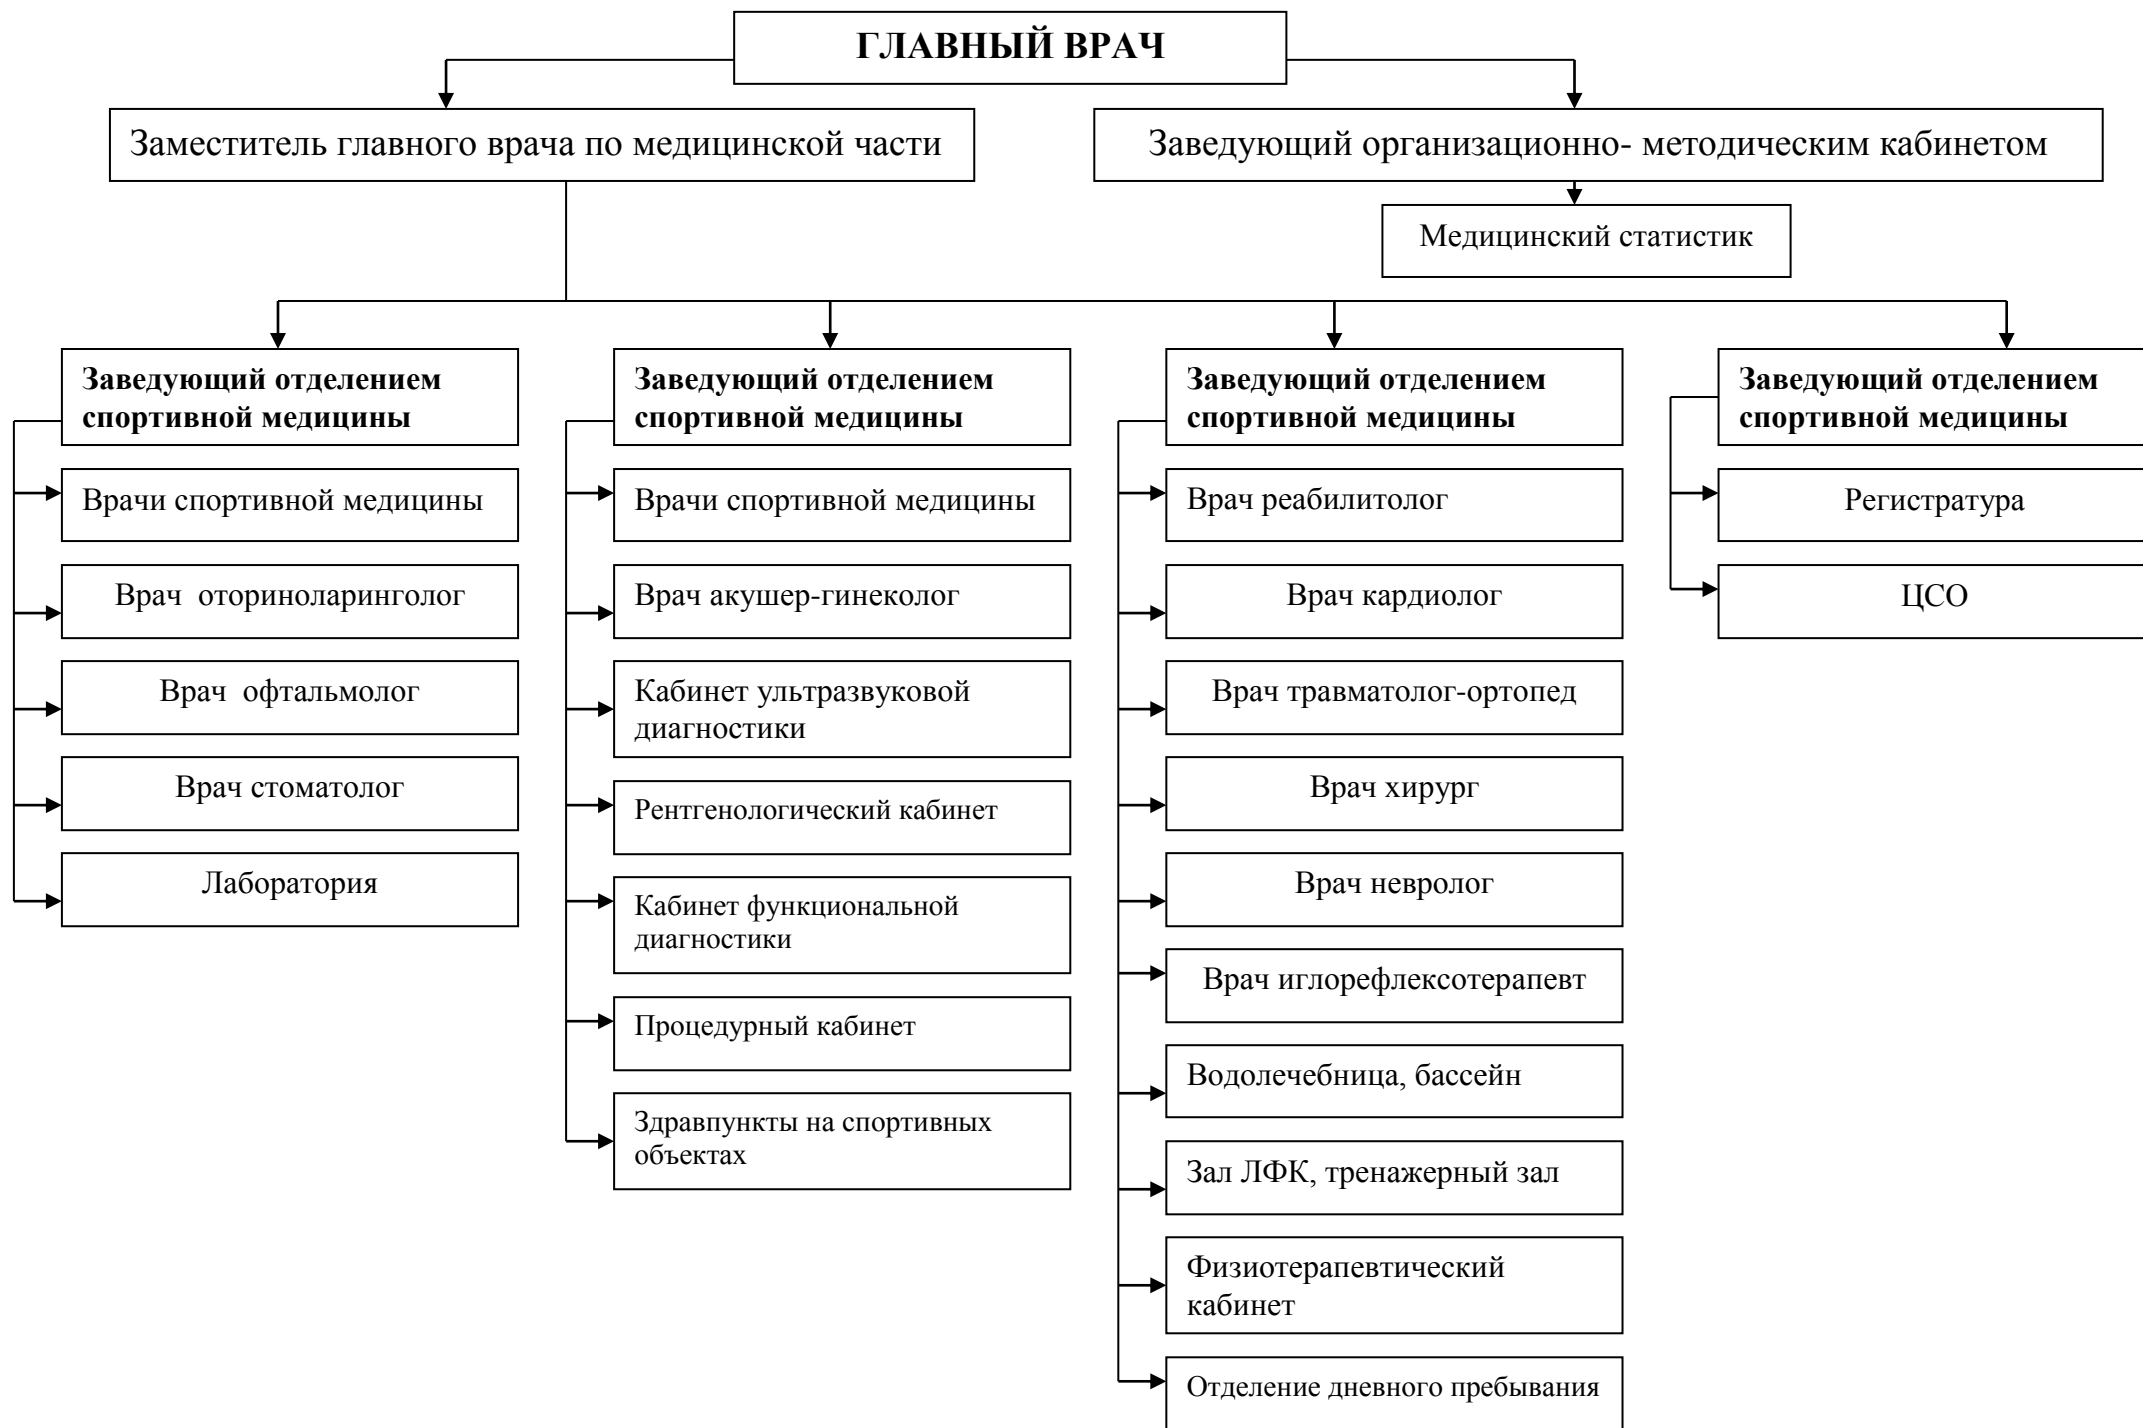 ГЛАВНЫЙ ВРАЧ
Заместитель главного врача по медицинской части
Заведующий организационно- методическим кабинетом
Медицинский статистик
Заведующий отделением
спортивной медицины
Врачи спортивной медицины
Врач оториноларинголог
Врач офтальмолог
Врач стоматолог
Лаборатория
Заведующий отделением
спортивной медицины
Врачи спортивной медицины
Врач акушер-гинеколог
Кабинет ультразвуковой
диагностики
Рентгенологический кабинет
Кабинет функциональной
диагностики
Процедурный кабинет
Здравпункты на спортивных
объектах
Заведующий отделением
спортивной медицины
Врач реабилитолог
Врач кардиолог
Врач травматолог-ортопед
Врач хирург
Врач невролог
Врач иглорефлексотерапевт
Водолечебница, бассейн
Зал ЛФК, тренажерный зал
Физиотерапевтический
кабинет
Отделение дневного пребывания
Заведующий отделением
спортивной медицины
Регистратура
ЦСО